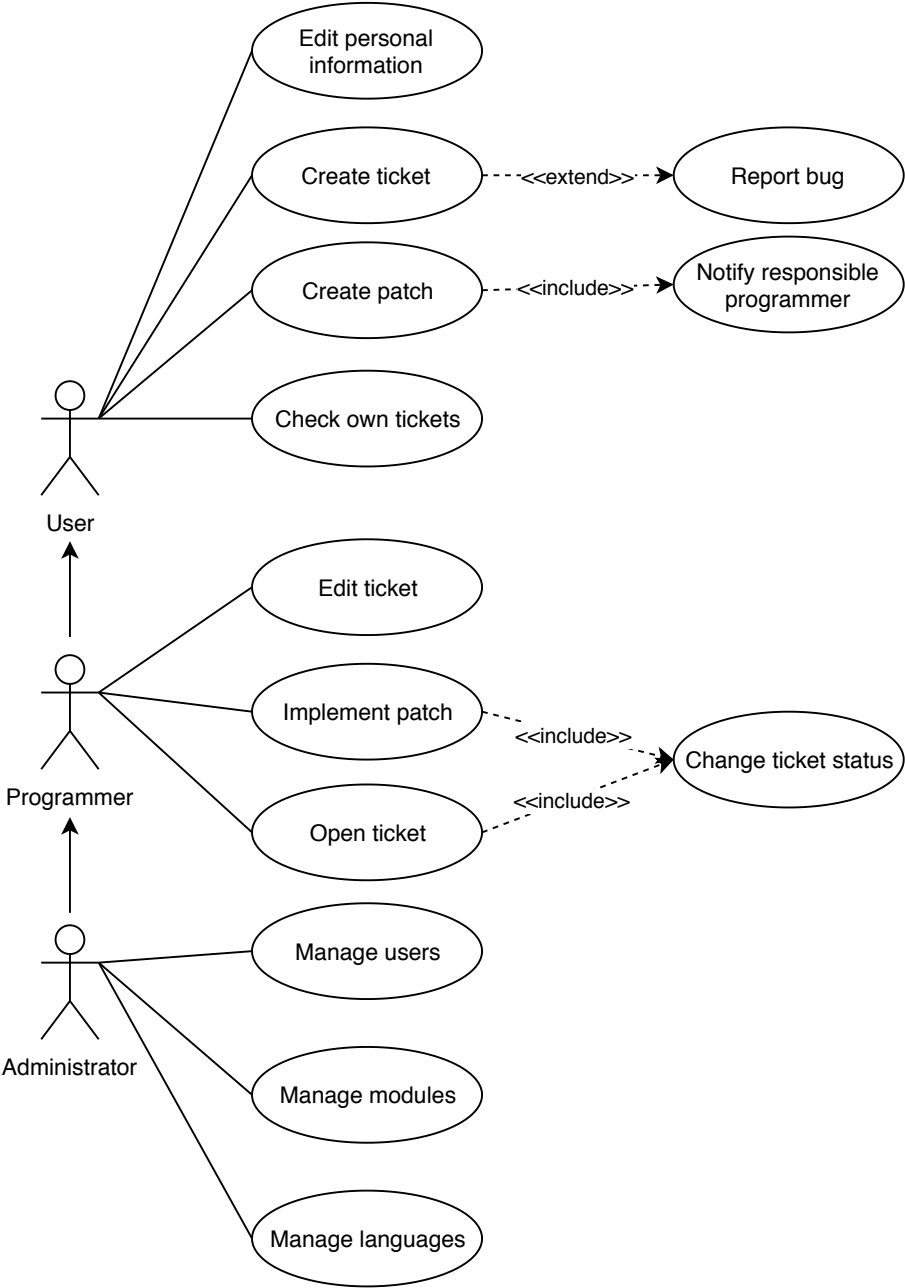 Edit personal
information
Create ticket
<<extend>>
Report bug
Create patch
<<include>>
Notify responsible
programmer
Check own tickets
User
Edit ticket
Implement patch
<<include>>
Change ticket status
Programmer
<<include>>
Open ticket
Manage users
Administrator
Manage modules
Manage languages